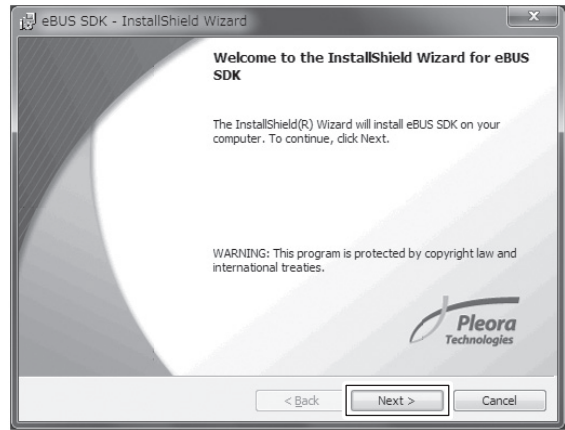 eBUS SDK - InstallShield Wizard
Welcome to the InstallShield Wizard for eBUS
SDK
The InstallShield(R) Wizard will install eBUS SDK on your
computer. To continue, click Next.
WARNING: This program is protected by copyright law and
international treaties.
Pleora
Technologies
< Back
Next >
Cancel